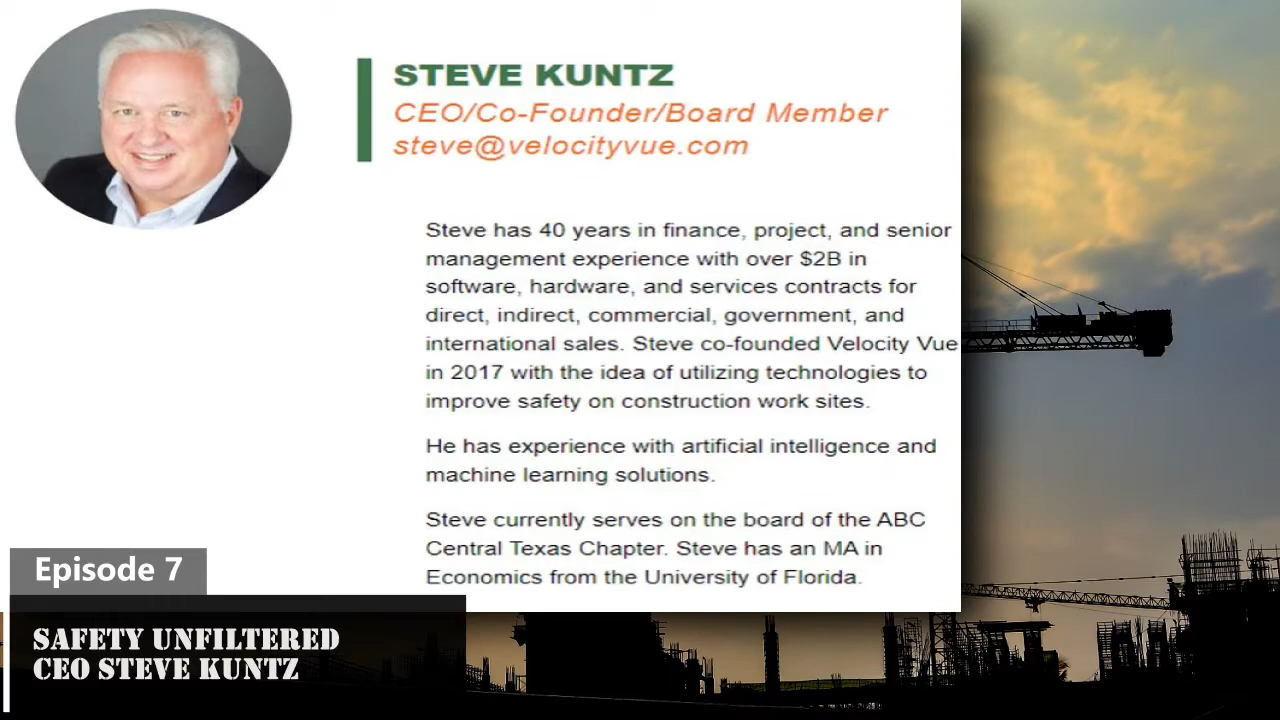 STEVE KUNTZ
CEO/Co-Founder/Board Member
steve@velocityvue.com
Steve has 40 years in finance, project, and senior
management experience with over $2B in
software, hardware, and services contracts for
direct, indirect, commercial, government, and
international sales. Steve co-founded Velocity Vue
in 2017 with the idea of utilizing technologies to
improve safety on construction work sites.
He has experience with artificial intelligence and
machine learning solutions.
Steve currently serves on the board of the ABC
Central Texas Chapter. Steve has an MA in
Economics from the University of Florida.
Episode 7
SAFETY UNFILTERED
CEO STEVE KUNTZ